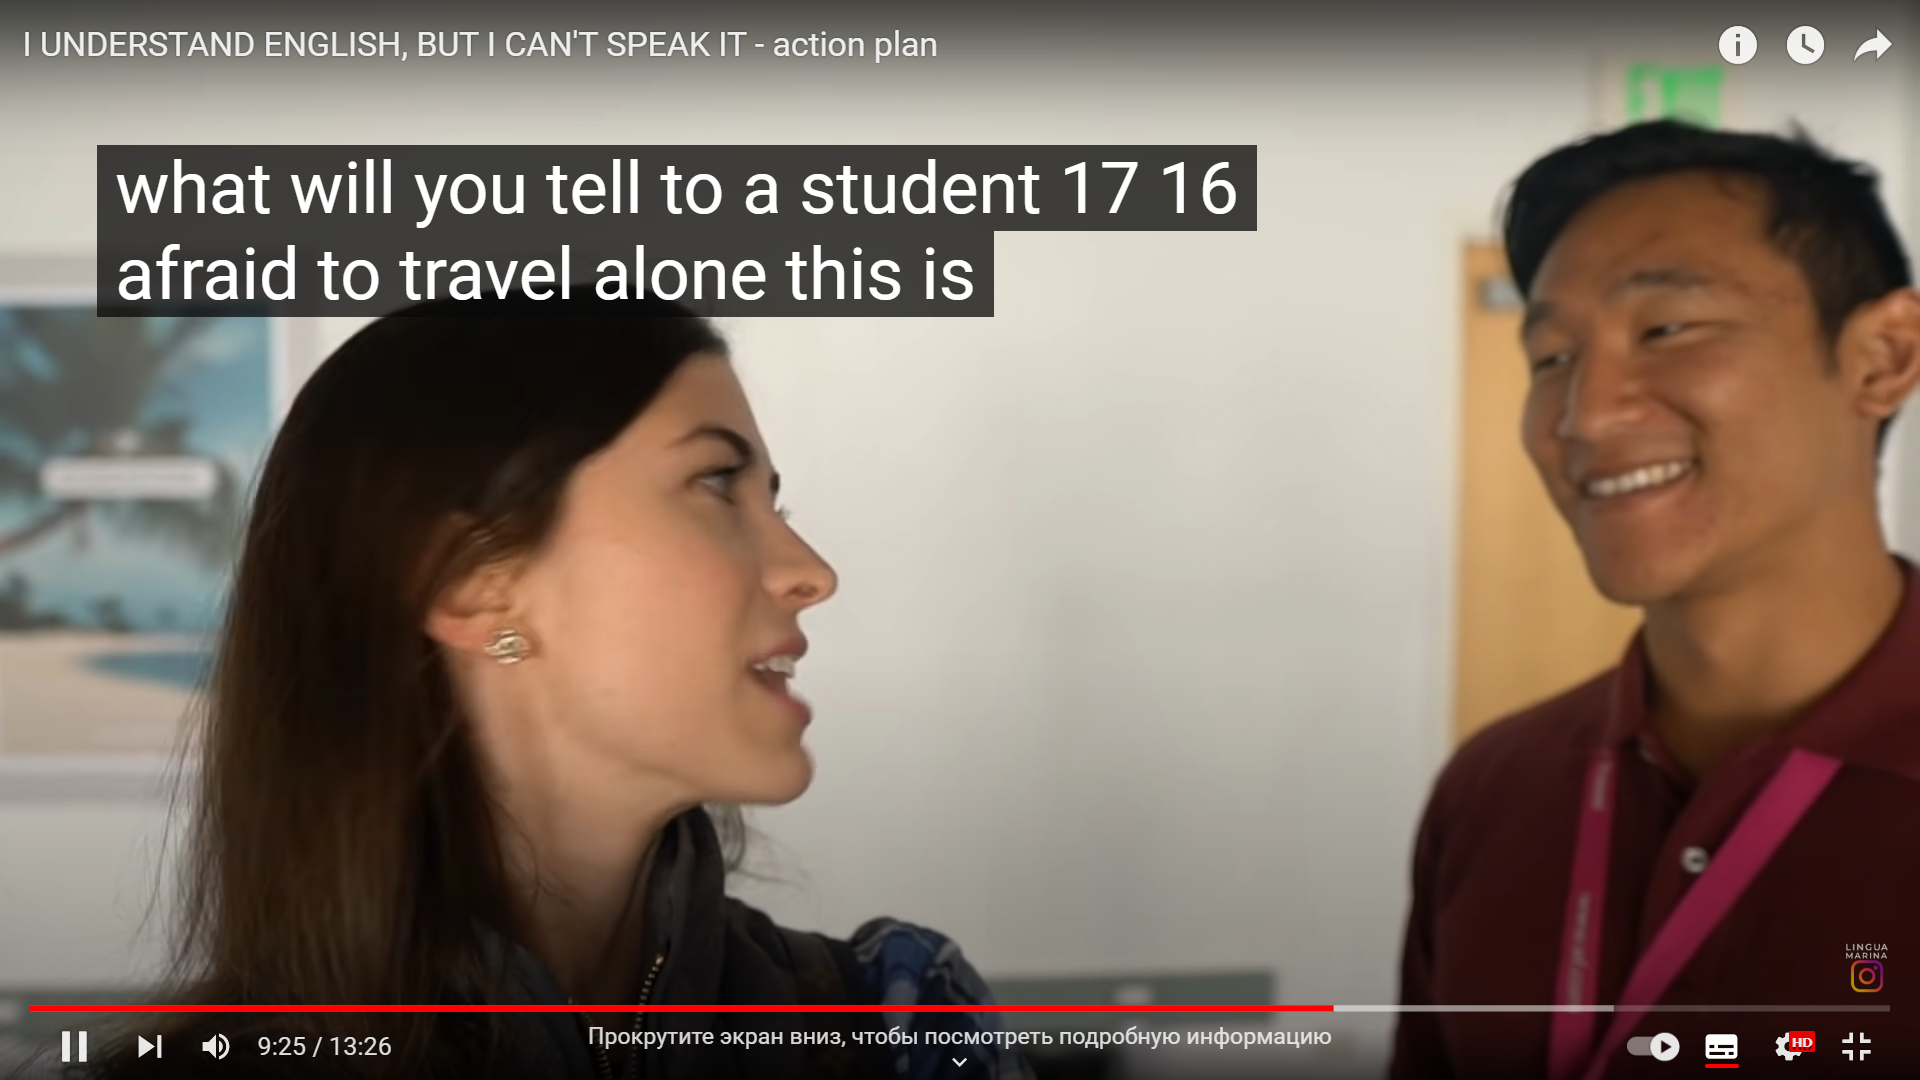 I UNDERSTAND ENGLISH, BUT I CAN'T SPEAK IT - action plan
what will you tell to a student 17 16
afraid to travel alone this is
LINGUA
MARINA
9:25 / 13:26
Прокрутите экран вниз, чтобы посмотреть подробную информацию
HD